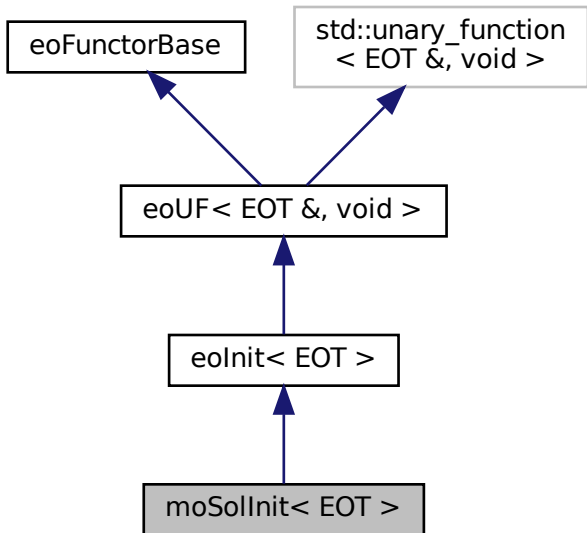 eoFunctorBase
std::unary_function
< EOT &, void >
eoUF< EOT &, void >
eoInit< EOT >
moSolInit< EOT >